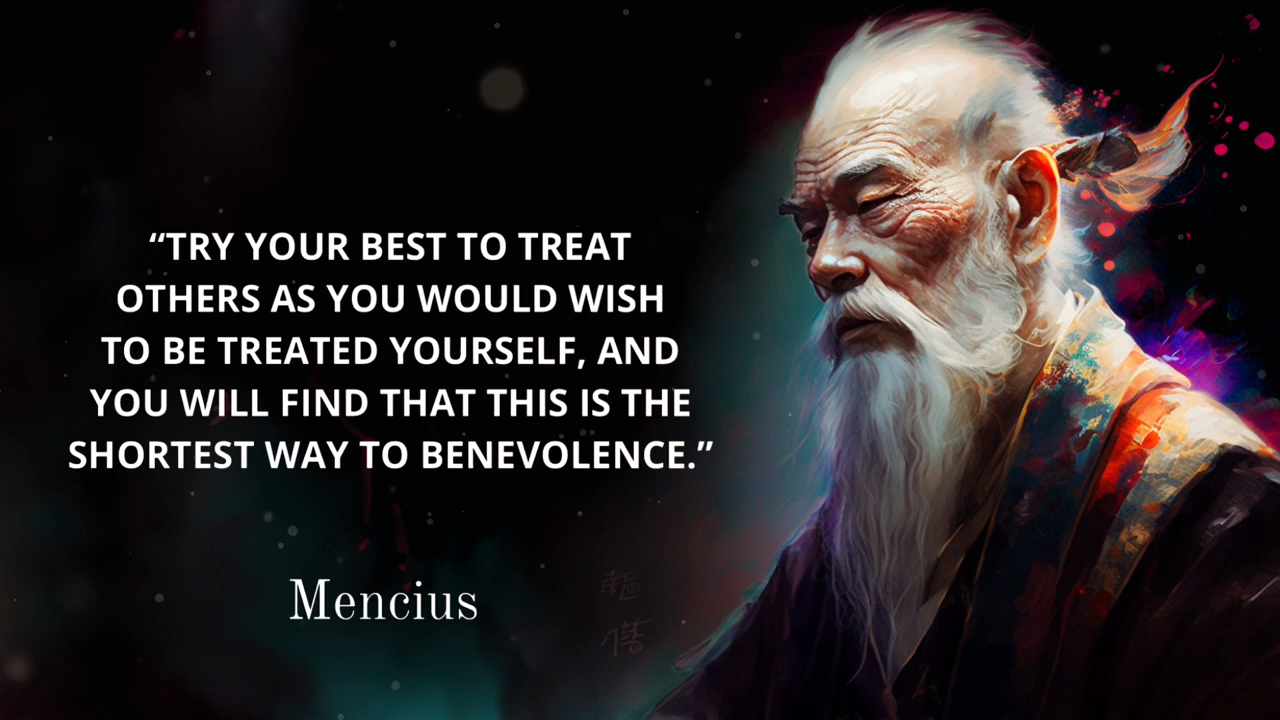 “TRY YOUR BEST TO TREAT
OTHERS AS YOU WOULD WISH
TO BE TREATED YOURSELF, AND
YOU WILL FIND THAT THIS IS THE
SHORTEST WAY TO BENEVOLENCE.”
Mencius